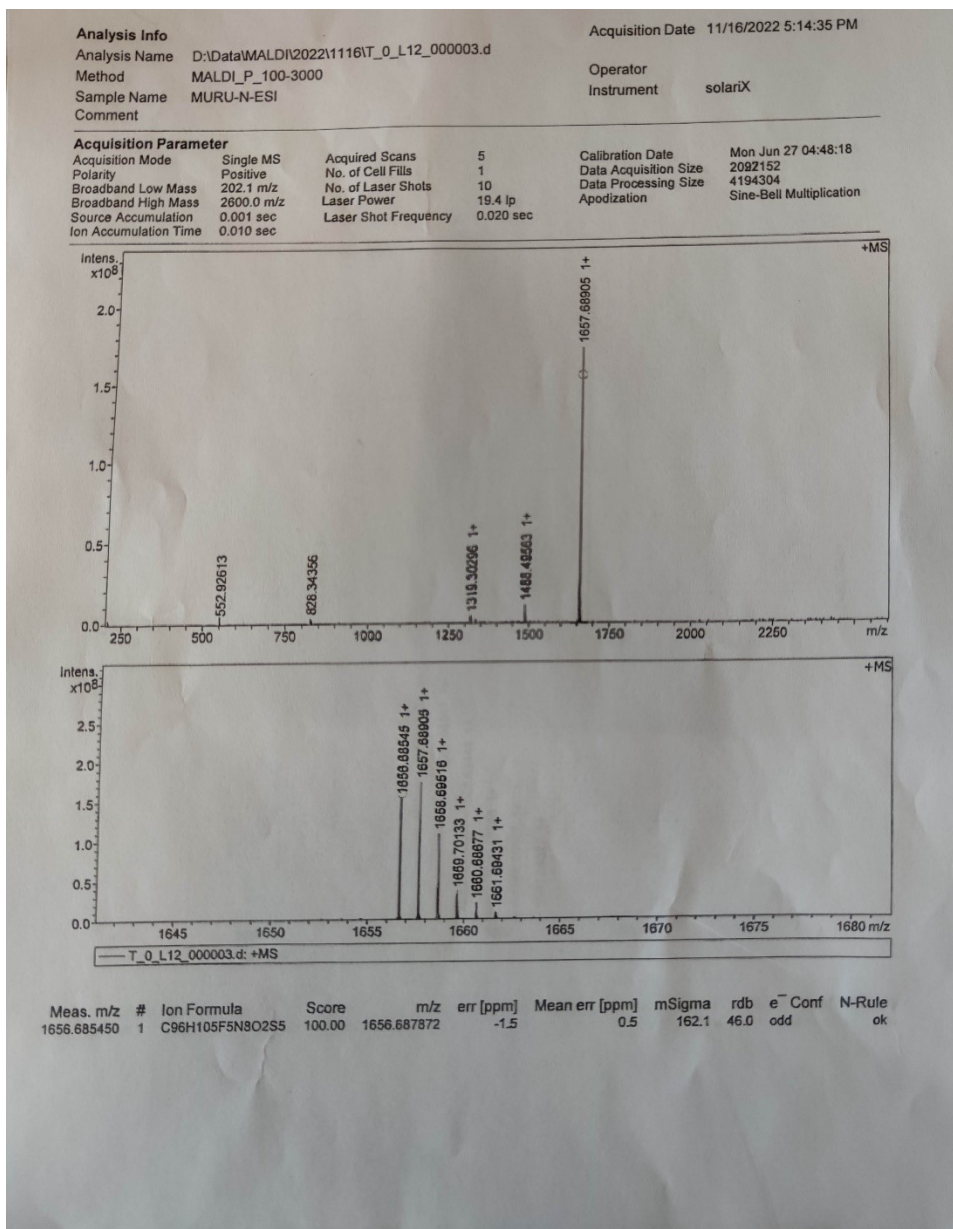 Analysis Info Acquisition Date 11/16/2022 5:14:35 PM
Analysis Name D:\Data\MALDI\2022\1116\T_0_L12_000003.d
Method MALDI_P_100-3000 Operator
Sample Name MURU-N-ESI Instrument solariX
Comment
Acquisition Parameter
Acquisition Mode Single MS Acquired Scans 5 Calibration Date Mon Jun 27 04:48:18
Polarity Positive No. of Cell Fills 1 Data Acquisition Size 2092152
Broadband Low Mass 202.1 m/z No. of Laser Shots 10 Data Processing Size 4194304
Broadband High Mass 2600.0 m/z Laser Power 19.4 lp Apodization Sine-Bell Multiplication
Source Accumulation 0.001 sec Laser Shot Frequency 0.020 sec
Ion Accumulation Time 0.010 sec
Intens. +MS
x10⁸
1657.68905 1+
2.0
1.5
1.0
0.5
552.92613
828.34356
1319.30296 1+
1488.49563 1+
0.0
250 500 750 1000 1250 1500 1750 2000 2250 m/z
Intens. +MS
x10⁸
2.5
2.0
1.5
1.0
0.5
0.0
1656.68545 1+
1657.68905 1+
1658.69516 1+
1659.70133 1+
1660.68677 1+
1661.69431 1+
1645 1650 1655 1660 1665 1670 1675 1680 m/z
T_0_L12_000003.d: +MS
Meas. m/z # Ion Formula Score m/z err [ppm] Mean err [ppm] mSigma rdb e⁻ Conf N-Rule
1656.685450 1 C96H105F5N8O2S5 100.00 1656.687872 -1.5 0.5 162.1 46.0 odd ok